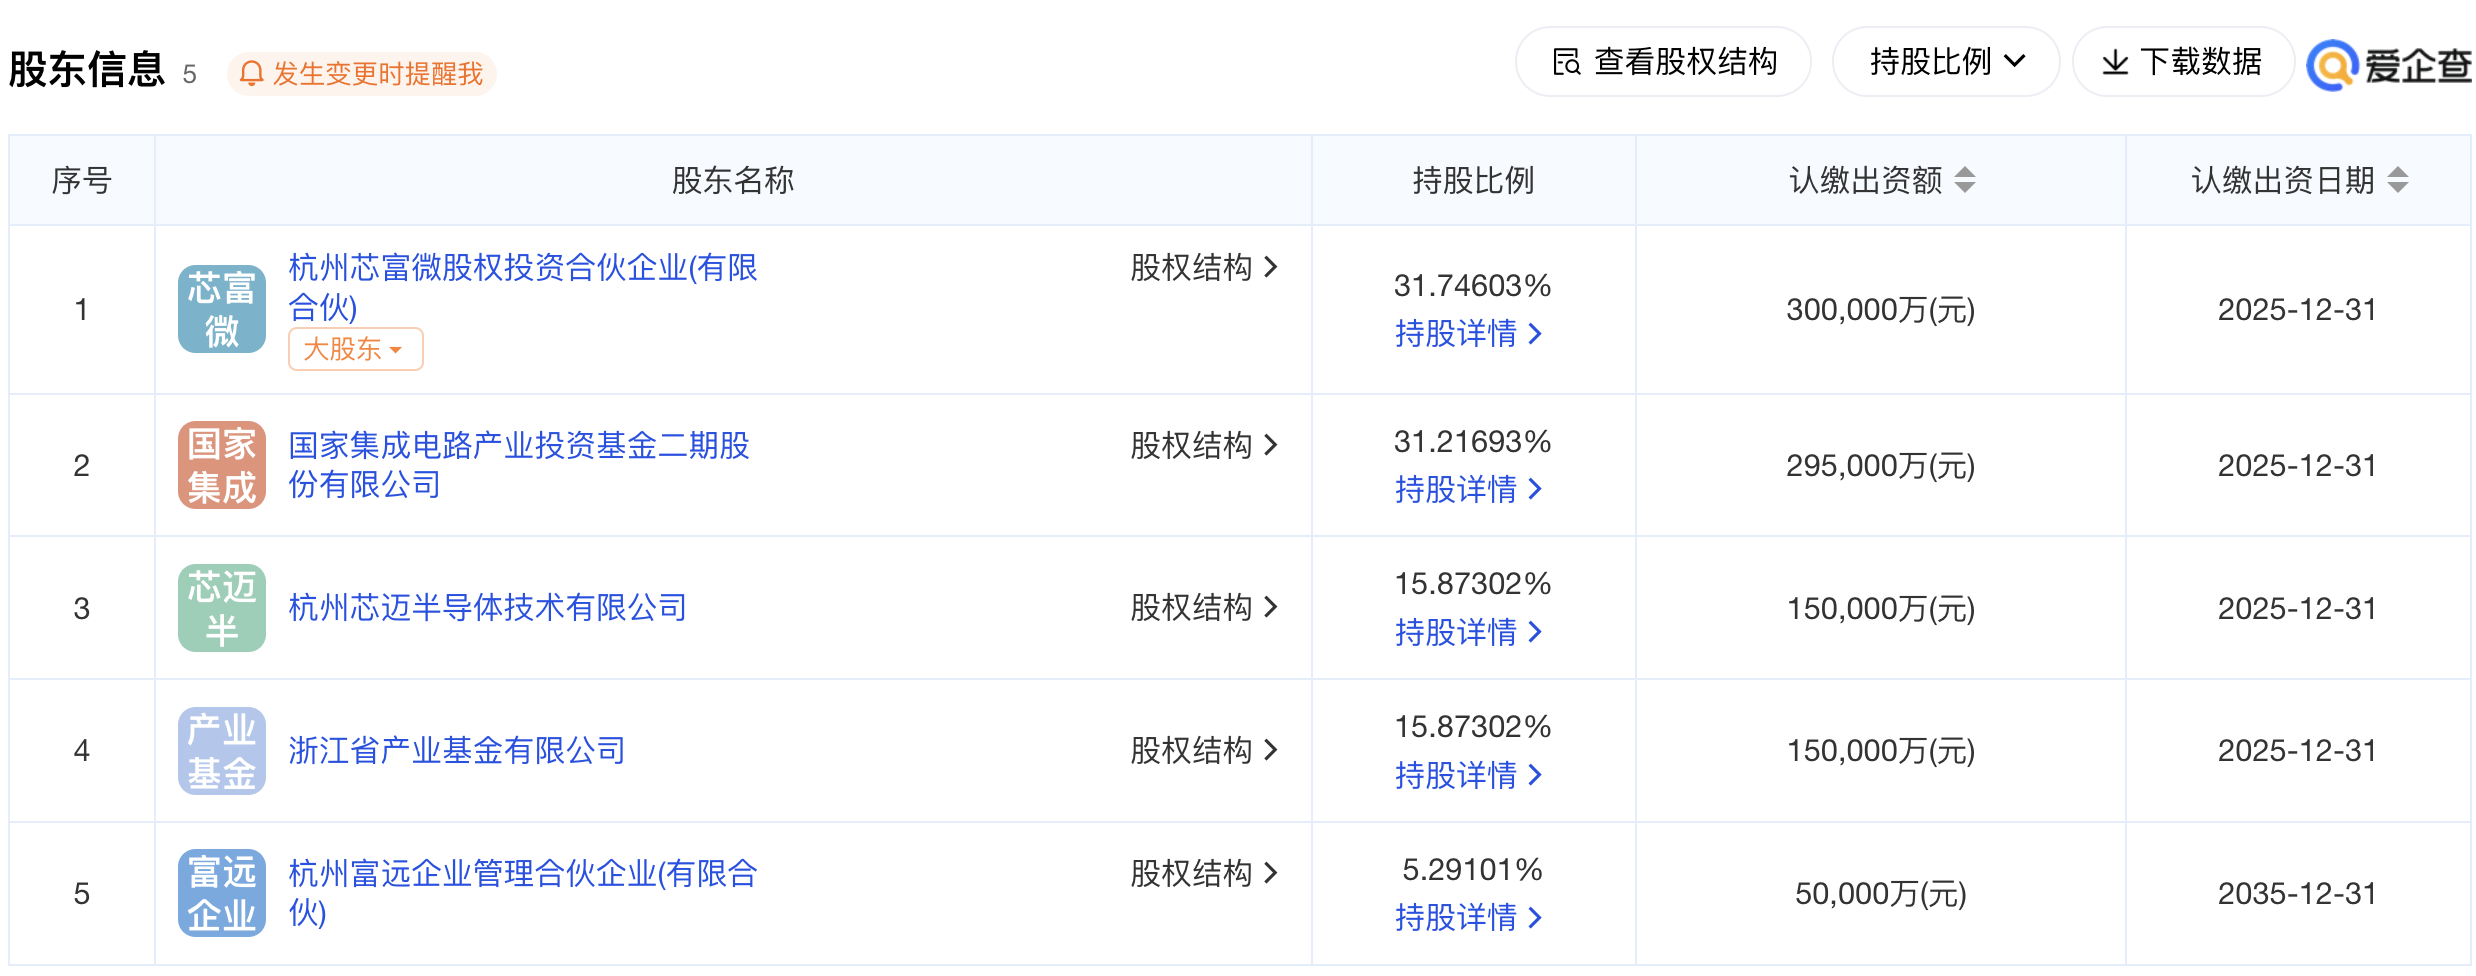 股东信息 5 发生变更时提醒我 查看股权结构 持股比例 下载数据 爱企查
序号 股东名称 持股比例 认缴出资额 认缴出资日期
1 芯富微 杭州芯富微股权投资合伙企业(有限 股权结构 31.74603% 300,000万(元) 2025-12-31
合伙) 持股详情
大股东
2 国家集成 国家集成电路产业投资基金二期股 股权结构 31.21693% 295,000万(元) 2025-12-31
份有限公司 持股详情
3 芯迈半 杭州芯迈半导体技术有限公司 股权结构 15.87302% 150,000万(元) 2025-12-31
持股详情
4 产业基金 浙江省产业基金有限公司 股权结构 15.87302% 150,000万(元) 2025-12-31
持股详情
5 富远企业 杭州富远企业管理合伙企业(有限合 股权结构 5.29101% 50,000万(元) 2035-12-31
伙) 持股详情